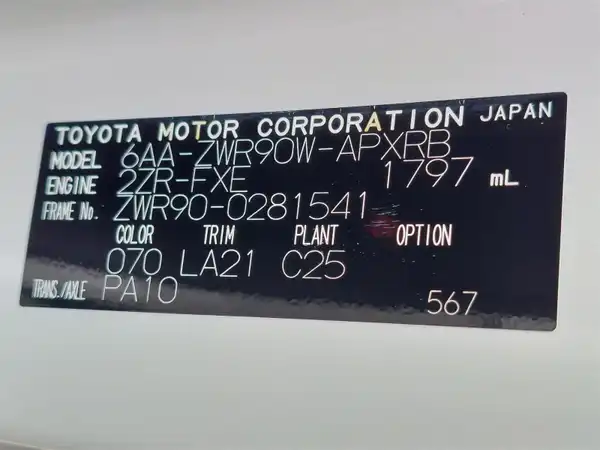 TOYOTA MOTOR CORPORATION JAPAN
MODEL 6AA-ZWR90W-APXRB
ENGINE 2ZR-FXE 1797 mL
FRAME No. ZWR90-0281541
COLOR TRIM PLANT OPTION
070 LA21 C25
TRANS./AXLE PA10 567